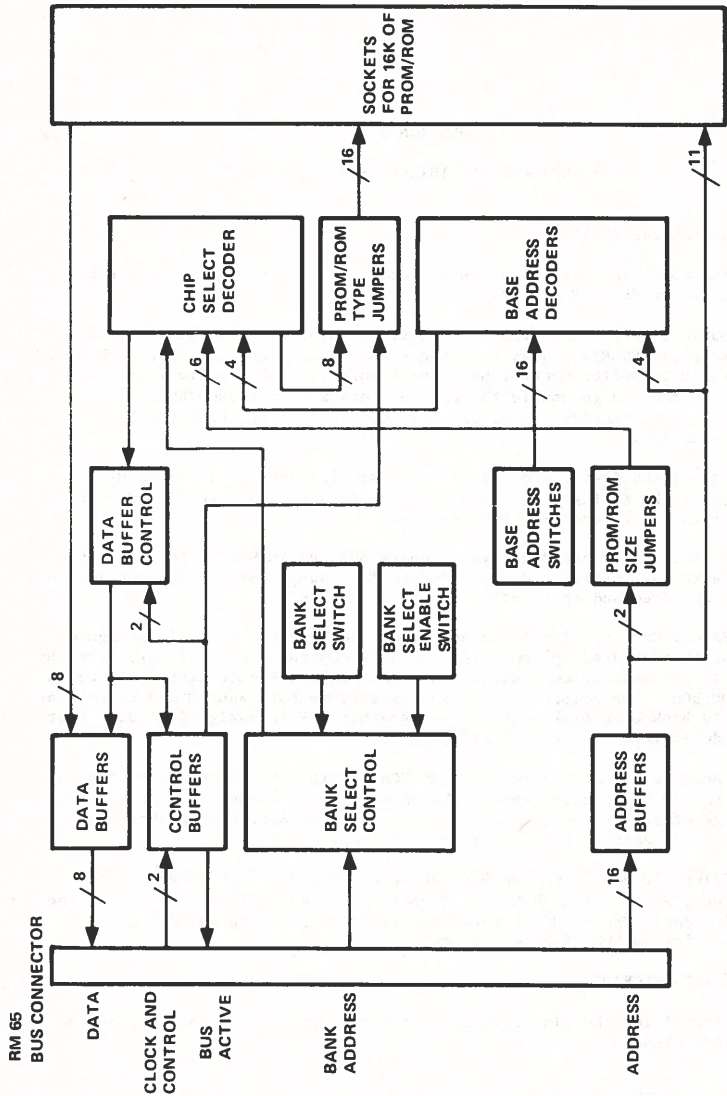 RM 65
BUS CONNECTOR
DATA
CLOCK AND
CONTROL
BUS
ACTIVE
BANK
ADDRESS
ADDRESS
8
2
16
DATA
BUFFERS
CONTROL
BUFFERS
BANK
SELECT
CONTROL
ADDRESS
BUFFERS
8
2
DATA
BUFFER
CONTROL
BANK
SELECT
SWITCH
BANK
SELECT
ENABLE
SWITCH
BASE
ADDRESS
SWITCHES
2
PROM/ROM
SIZE
JUMPERS
6
4
8
16
4
CHIP
SELECT
DECODER
PROM/ROM
TYPE
JUMPERS
BASE
ADDRESS
DECODERS
16
11
SOCKETS
FOR 16K OF
PROM/ROM